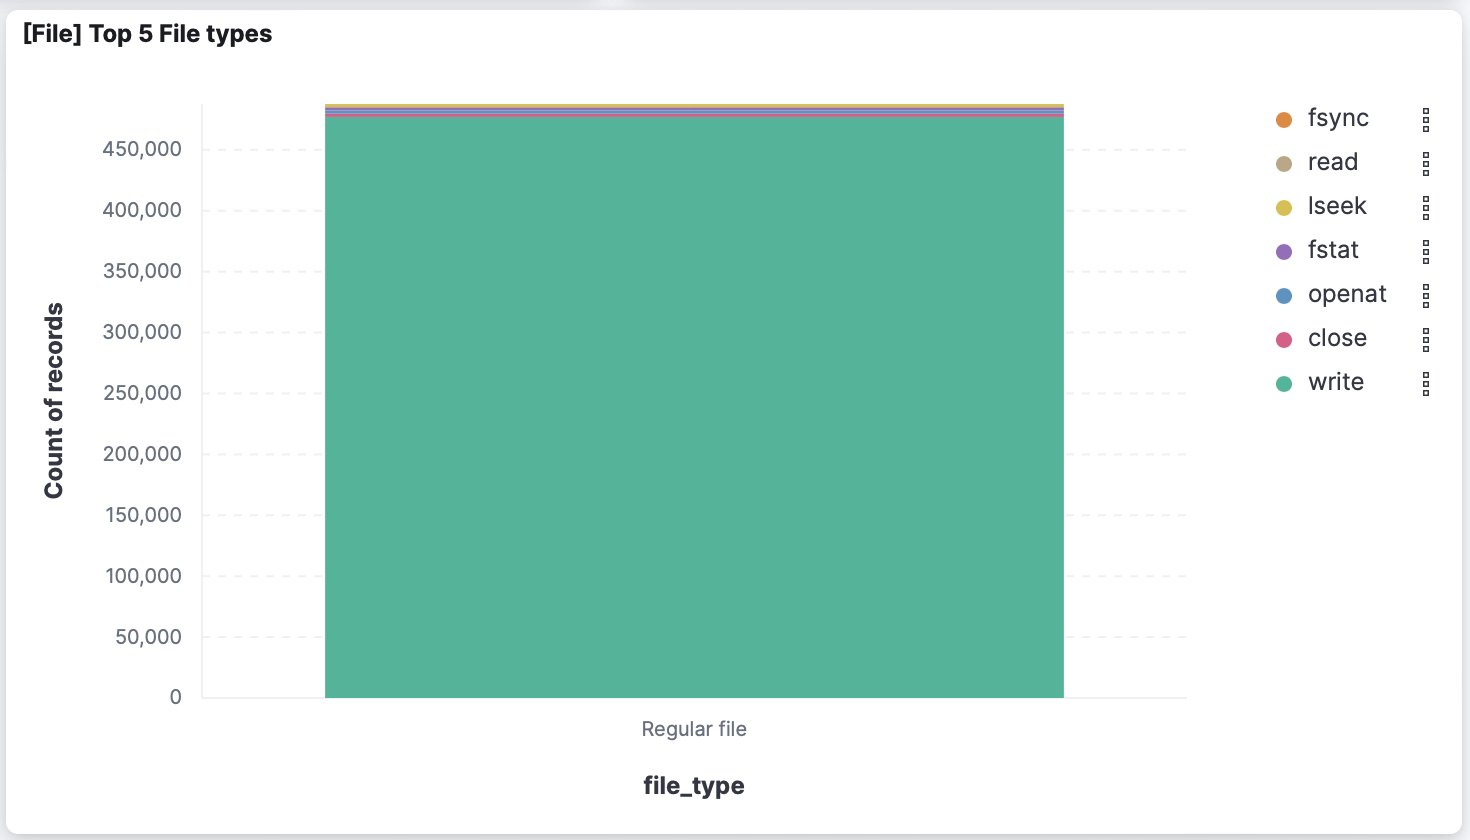 [File] Top 5 File types
Count of records
450,000
400,000
350,000
300,000
250,000
200,000
150,000
100,000
50,000
0
Regular file
file_type
fsync
read
lseek
fstat
openat
close
write